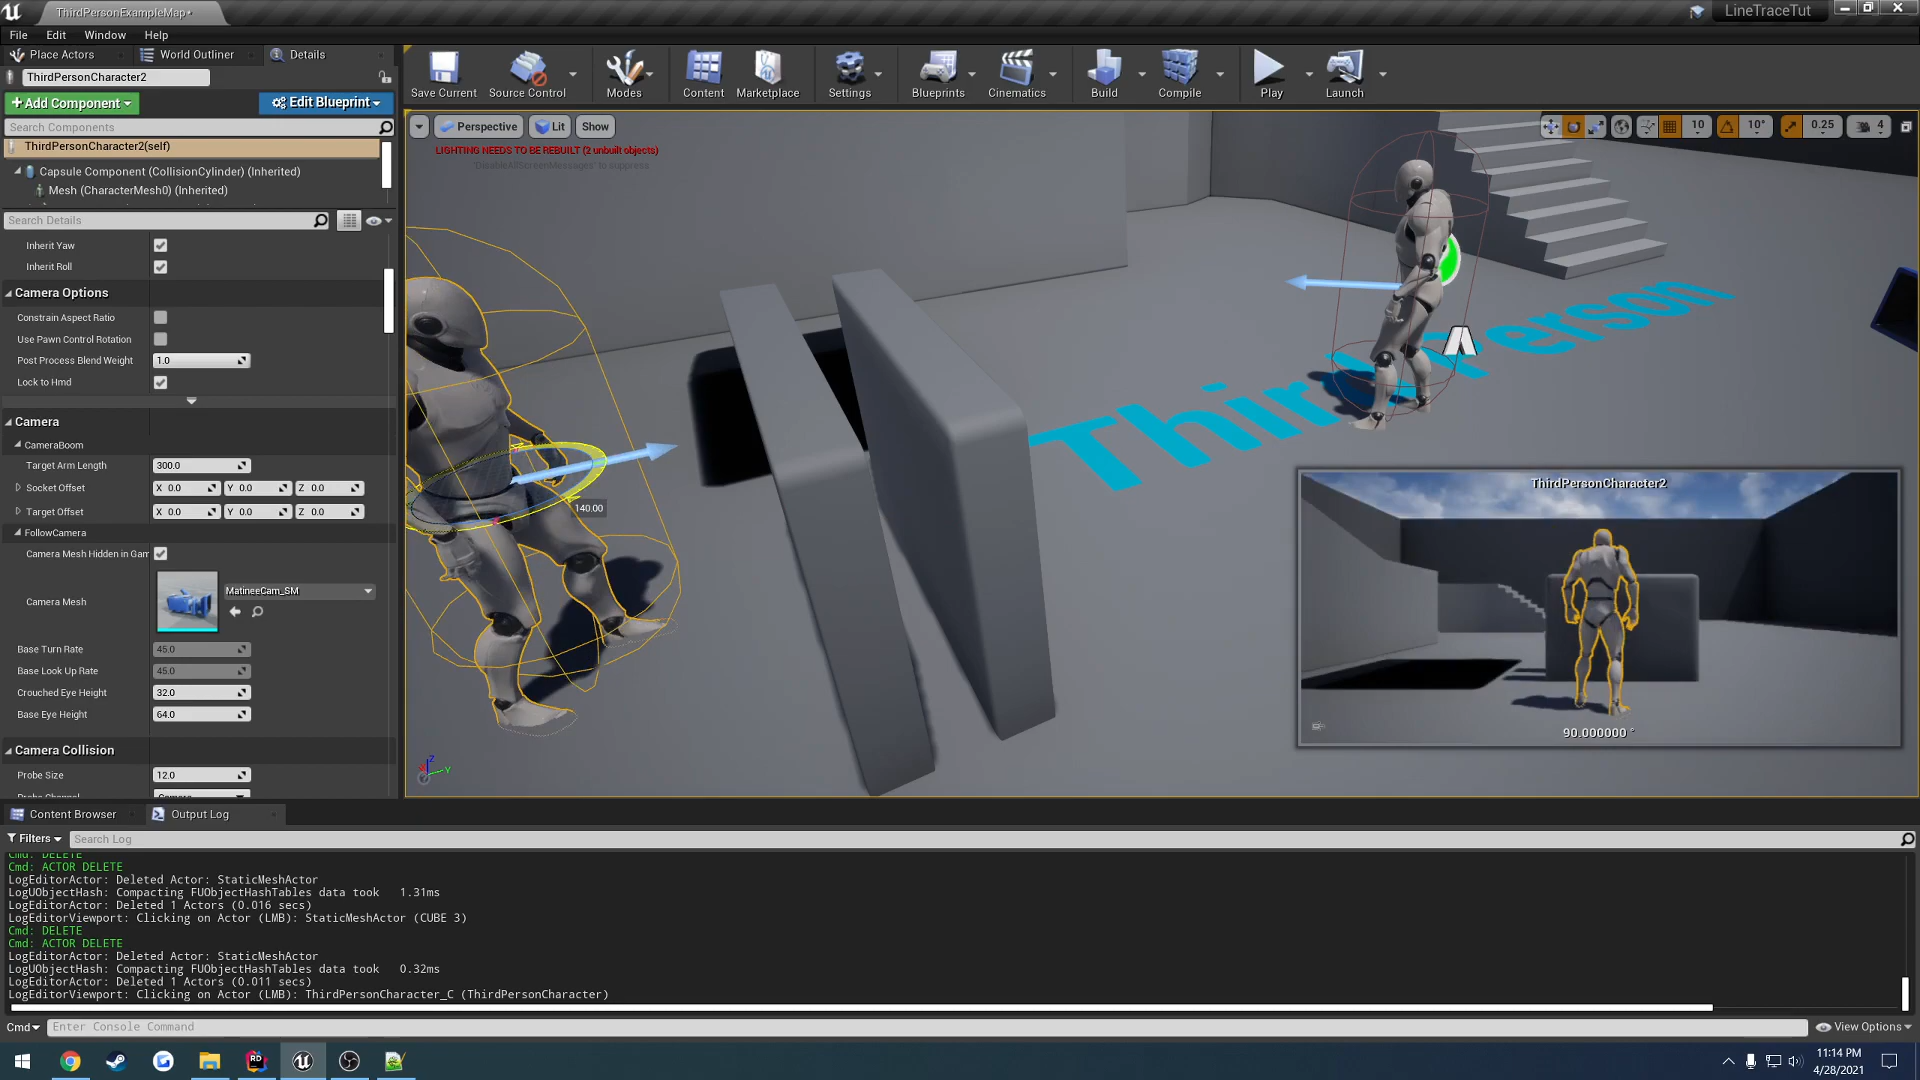 ThirdPersonExampleMap*
LineTraceTut
File Edit Window Help
Place Actors World Outliner Details
ThirdPersonCharacter2
+Add Component
Edit Blueprint
Search Components
ThirdPersonCharacter2(self)
Capsule Component (CollisionCylinder) (Inherited)
Mesh (CharacterMesh0) (Inherited)
Search Details
Inherit Yaw
Inherit Roll
Camera Options
Constrain Aspect Ratio
Use Pawn Control Rotation
Post Process Blend Weight 1.0
Lock to Hmd
Camera
CameraBoom
Target Arm Length 300.0
Socket Offset X 0.0 Y 0.0 Z 0.0
Target Offset X 0.0 Y 0.0 Z 0.0
FollowCamera
Camera Mesh Hidden in Gam
Camera Mesh MatineeCam_SM
Base Turn Rate 45.0
Base Look Up Rate 45.0
Crouched Eye Height 32.0
Base Eye Height 64.0
Camera Collision
Probe Size 12.0
Save Current Source Control Modes Content Marketplace Settings Blueprints Cinematics Build Compile Play Launch
Perspective Lit Show
10 10° 0.25 4
LIGHTING NEEDS TO BE REBUILT (2 unbuilt objects)
'DisableAllScreenMessages' to suppress
Third Person
140.00
ThirdPersonCharacter2
90.000000 °
Z
Y
Content Browser Output Log
Filters Search Log
Cmd: DELETE
Cmd: ACTOR DELETE
LogEditorActor: Deleted Actor: StaticMeshActor
LogUObjectHash: Compacting FUObjectHashTables data took 1.31ms
LogEditorActor: Deleted 1 Actors (0.016 secs)
LogEditorViewport: Clicking on Actor (LMB): StaticMeshActor (CUBE 3)
Cmd: DELETE
Cmd: ACTOR DELETE
LogEditorActor: Deleted Actor: StaticMeshActor
LogUObjectHash: Compacting FUObjectHashTables data took 0.32ms
LogEditorActor: Deleted 1 Actors (0.011 secs)
LogEditorViewport: Clicking on Actor (LMB): ThirdPersonCharacter_C (ThirdPersonCharacter)
Cmd Enter Console Command
View Options
RD
11:14 PM
4/28/2021